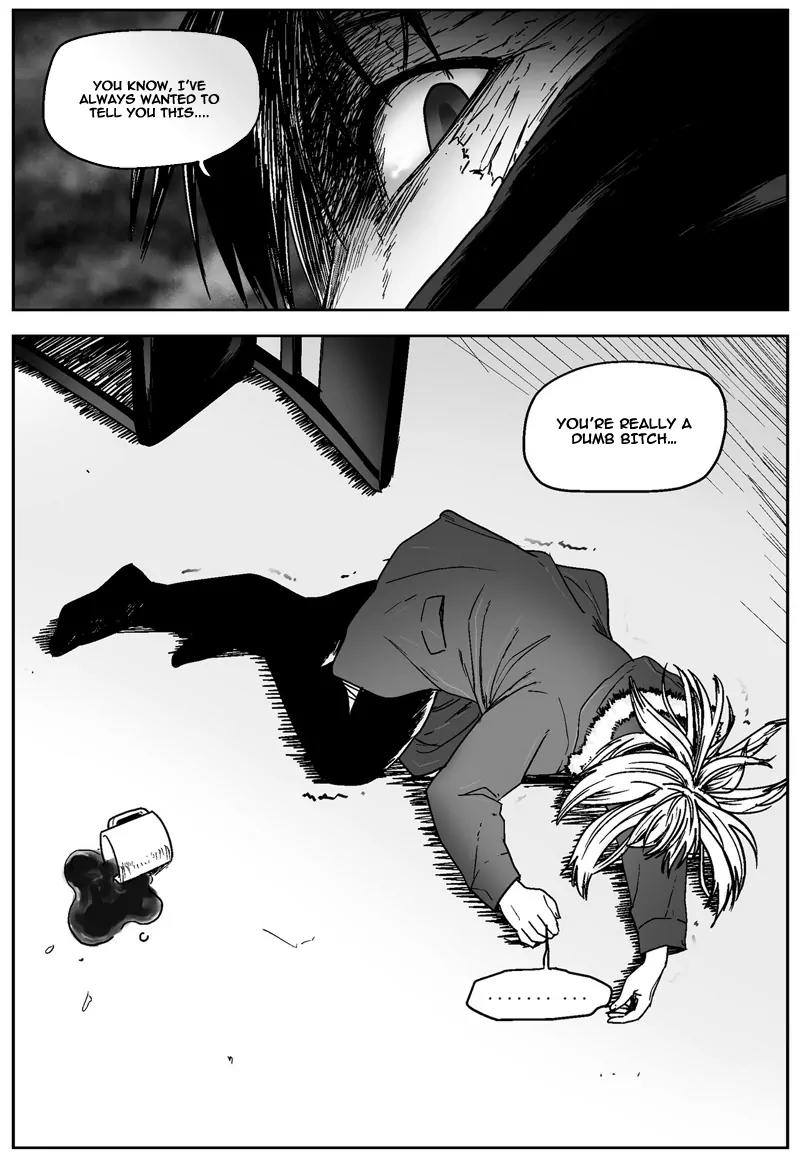 YOU KNOW, I'VE
ALWAYS WANTED TO
TELL YOU THIS....
YOU'RE REALLY A
DUMB BITCH...
....... ...